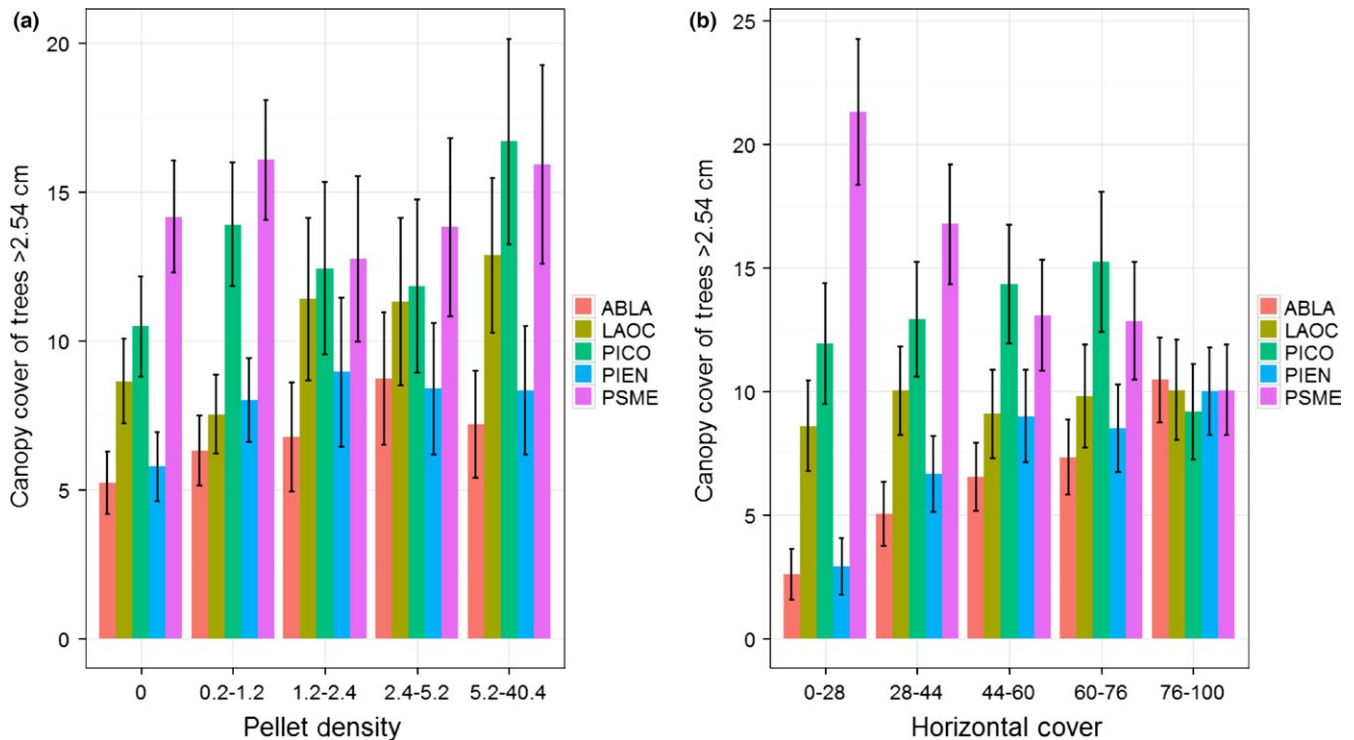 (a)
Canopy cover of trees >2.54 cm
20
15
10
5
0
0 0.2-1.2 1.2-2.4 2.4-5.2 5.2-40.4
Pellet density
ABLA
LAOC
PICO
PIEN
PSME
(b)
Canopy cover of trees >2.54 cm
25
20
15
10
5
0
0-28 28-44 44-60 60-76 76-100
Horizontal cover
ABLA
LAOC
PICO
PIEN
PSME